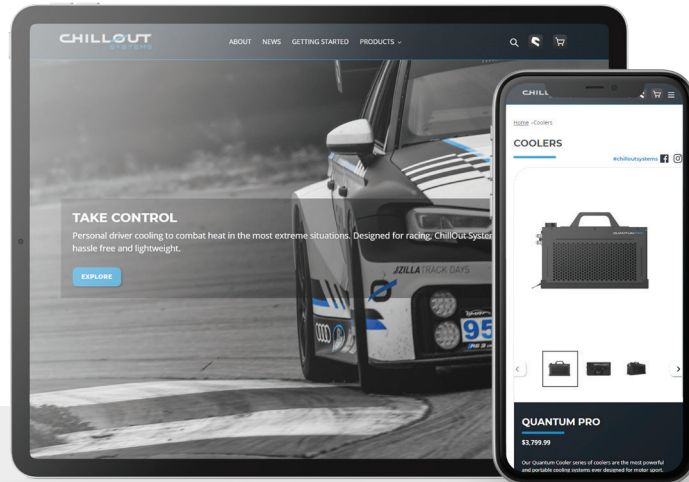 CHILLOUT
SYSTEMS
ABOUT NEWS GETTING STARTED PRODUCTS
TAKE CONTROL
Personal driver cooling to combat heat in the most extreme situations. Designed for racing, ChillOut System
hassle free and lightweight.
EXPLORE
ZILLA TRACK DAYS
95
CHILL
Home ›Coolers
COOLERS
#chilloutsystems
QUANTUMPRO
QUANTUM PRO
$3,799.99
Our Quantum Cooler series of coolers are the most powerful
and portable cooling systems ever designed for motor sport.